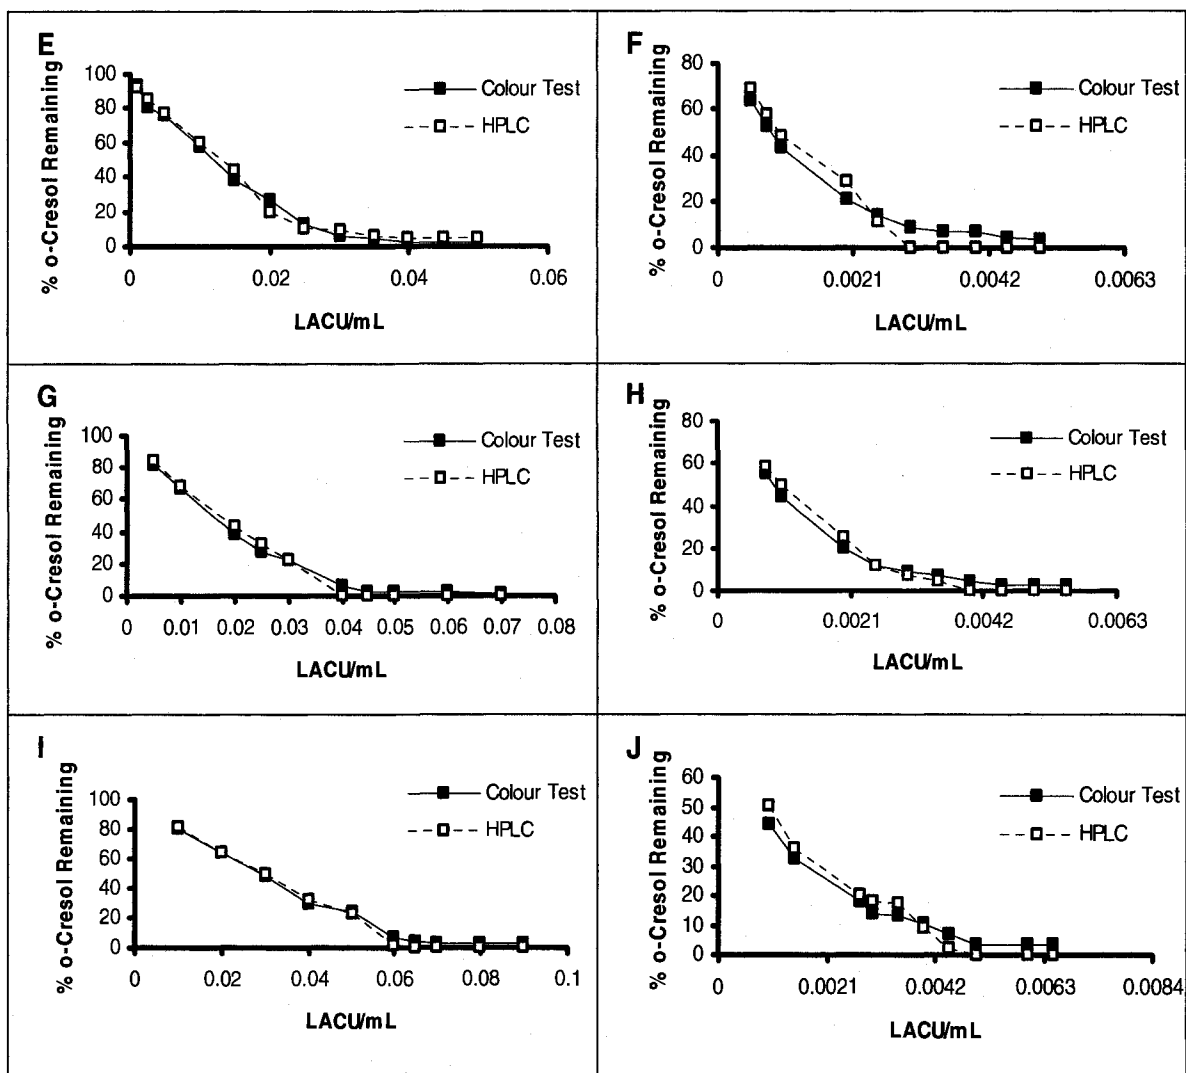 E
% o-Cresol Remaining
100
80
60
40
20
0
0
0.02
0.04
0.06
LACU/mL
Colour Test
HPLC
F
% o-Cresol Remaining
80
60
40
20
0
0
0.0021
0.0042
0.0063
LACU/mL
Colour Test
HPLC
G
% o-Cresol Remaining
100
80
60
40
20
0
0
0.01
0.02
0.03
0.04
0.05
0.06
0.07
0.08
LACU/mL
Colour Test
HPLC
H
% o-Cresol Remaining
80
60
40
20
0
0
0.0021
0.0042
0.0063
LACU/mL
Colour Test
HPLC
I
% o-Cresol Remaining
100
80
60
40
20
0
0
0.02
0.04
0.06
0.08
0.1
LACU/mL
Colour Test
HPLC
J
% o-Cresol Remaining
60
50
40
30
20
10
0
0
0.0021
0.0042
0.0063
0.0084
LACU/mL
Colour Test
HPLC